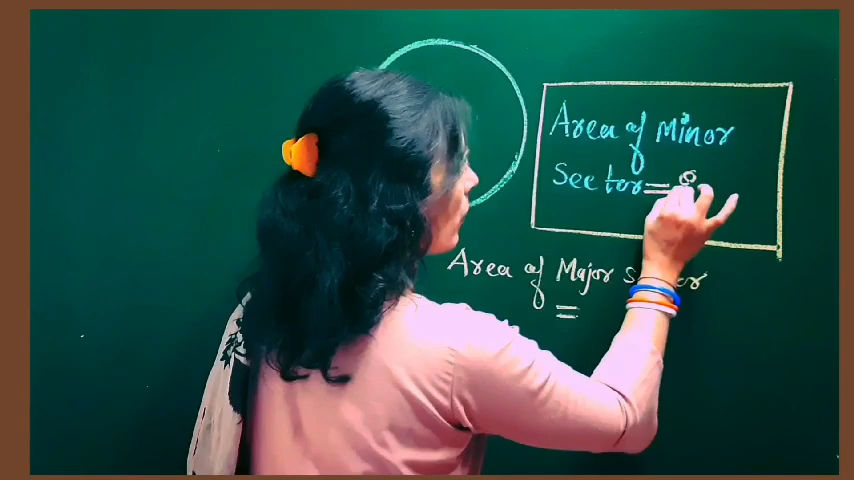 Area of Minor
Sector = θ
Area of Major
=